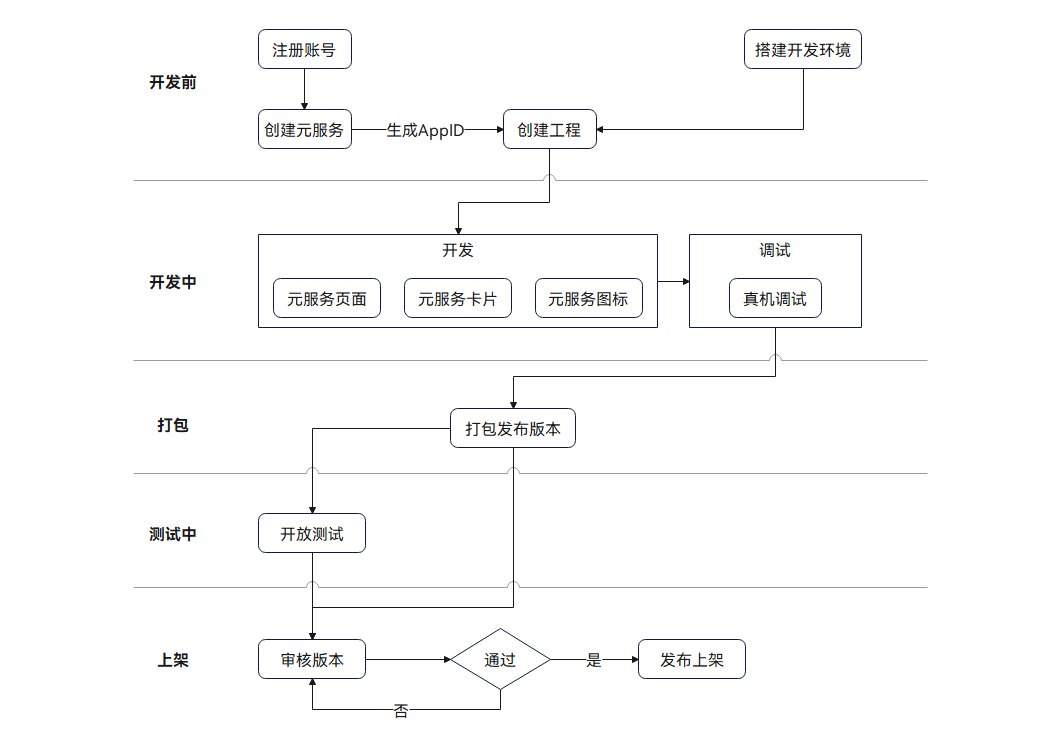 注册账号
搭建开发环境
开发前
创建元服务
生成AppID
创建工程
开发
调试
开发中
元服务页面
元服务卡片
元服务图标
真机调试
打包
打包发布版本
测试中
开放测试
上架
审核版本
通过
是
发布上架
否